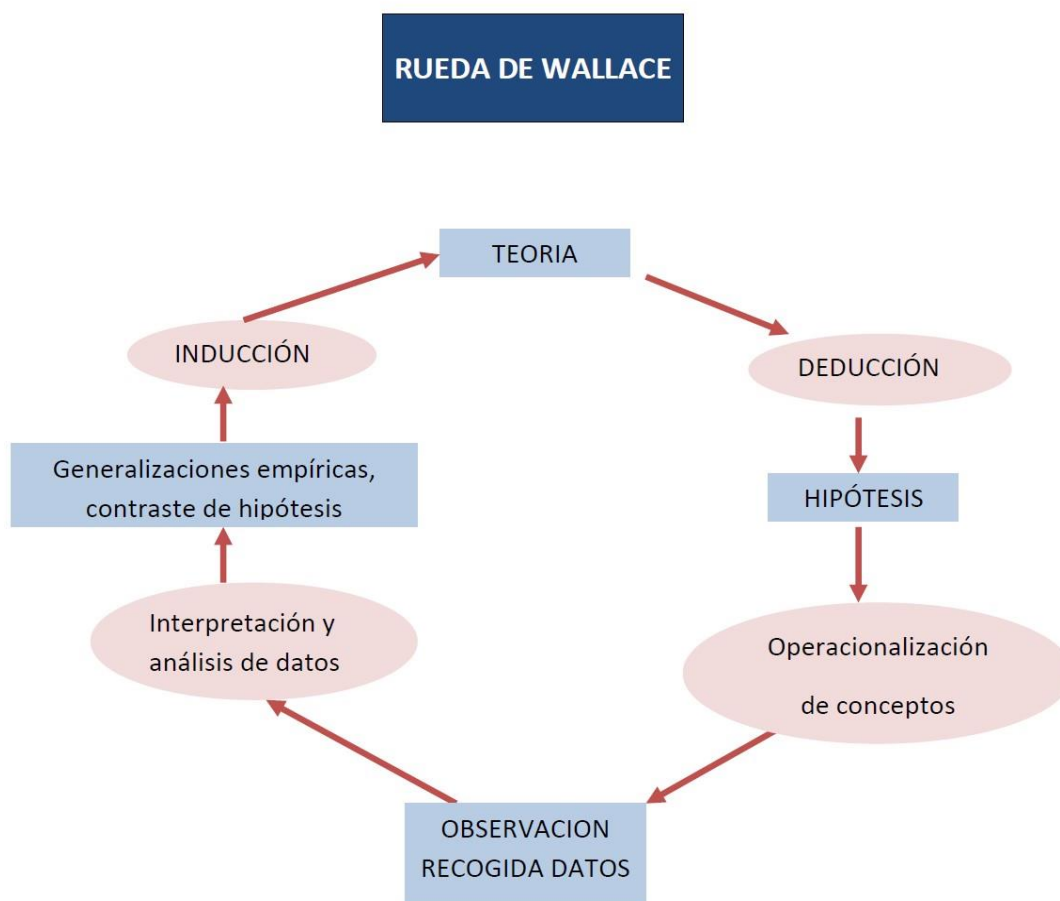 RUEDA DE WALLACE
TEORIA
INDUCCIÓN
DEDUCCIÓN
Generalizaciones empíricas,
contraste de hipótesis
HIPÓTESIS
Interpretación y
análisis de datos
Operacionalización
de conceptos
OBSERVACION
RECOGIDA DATOS